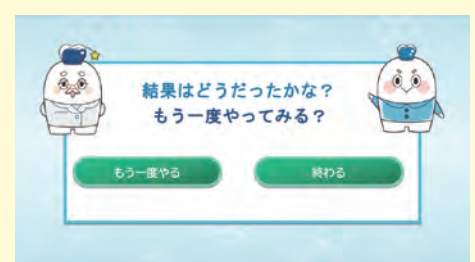 結果はどうだったかな？
もう一度やってみる？
もう一度やる
終わる